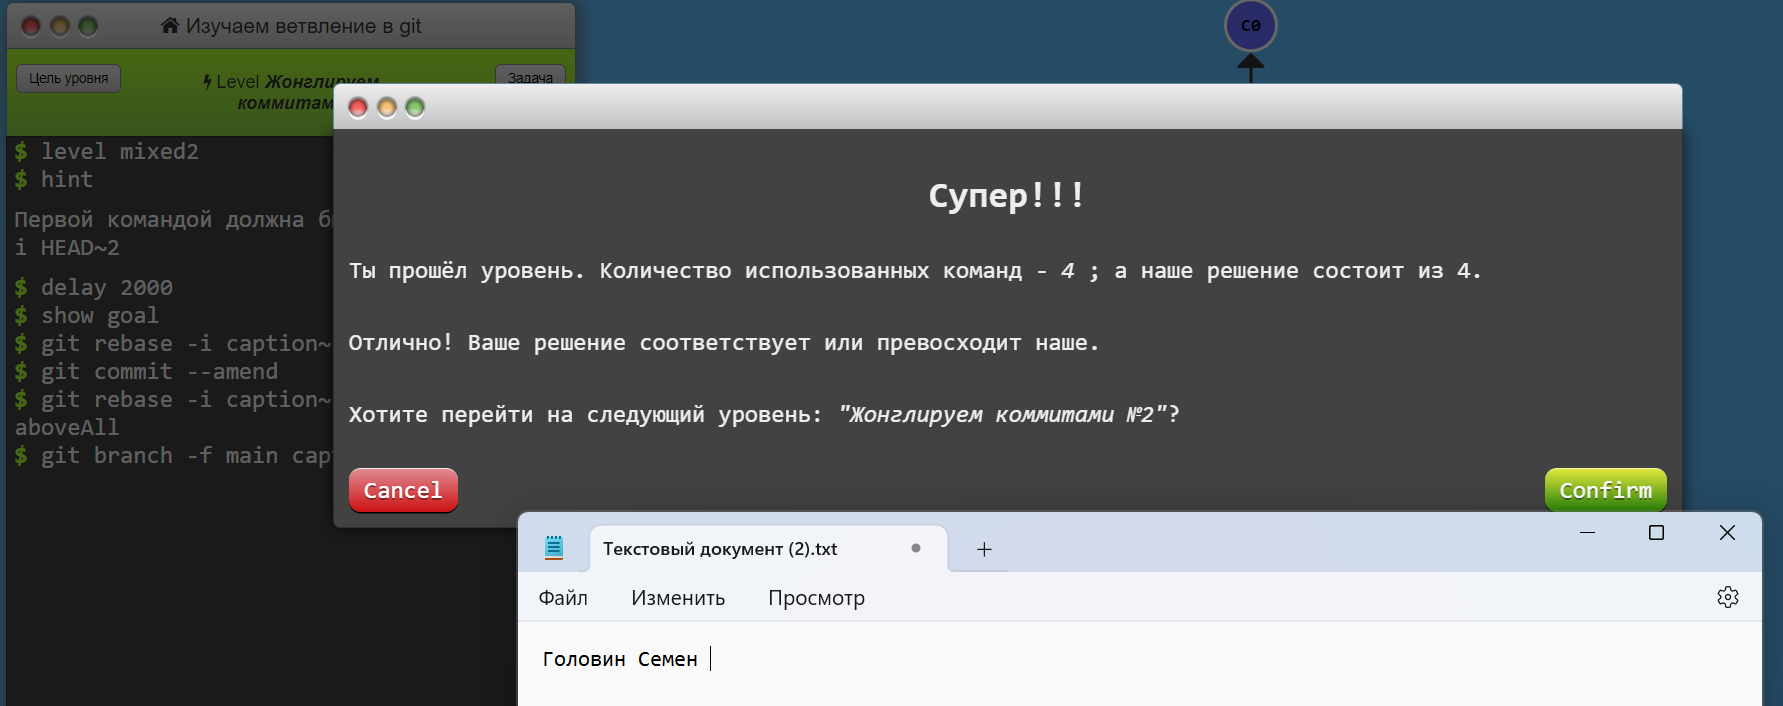 Изучаем ветвление в git
Цель уровня
Level Жонглируем
коммитам
Задача
$ level mixed2
$ hint
Первой командой должна
i HEAD~2
$ delay 2000
$ show goal
$ git rebase -i caption~
$ git commit --amend
$ git rebase -i caption~
aboveAll
$ git branch -f main
C0
Супер!!!
Ты прошёл уровень. Количество использованных команд - 4 ; а наше решение состоит из 4.
Отлично! Ваше решение соответствует или превосходит наше.
Хотите перейти на следующий уровень: "Жонглируем коммитами №2"?
Cancel
Confirm
Текстовый документ (2).txt
Файл Изменить Просмотр
Головин Семен